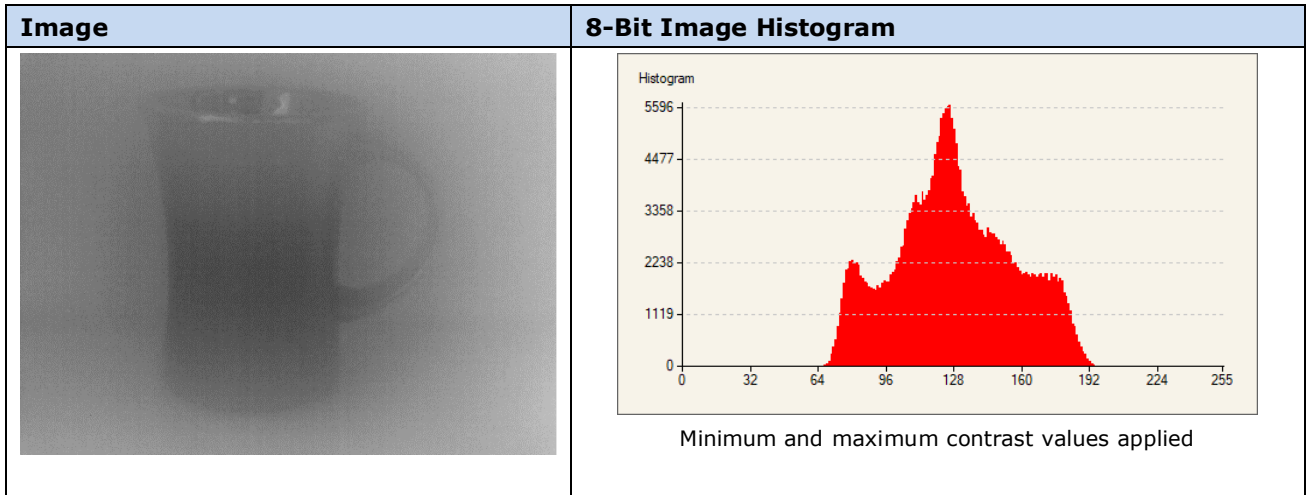 Image
8-Bit Image Histogram
Histogram
5596
4477
3358
2238
1119
0
0 32 64 96 128 160 192 224 255
Minimum and maximum contrast values applied